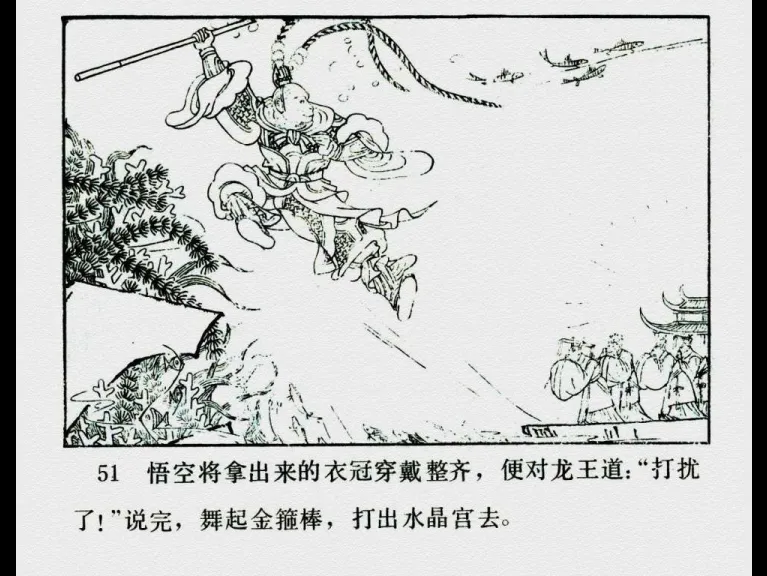 51 悟空将拿出来的衣冠穿戴整齐，便对龙王道：“打扰
了！”说完，舞起金箍棒，打出水晶宫去。